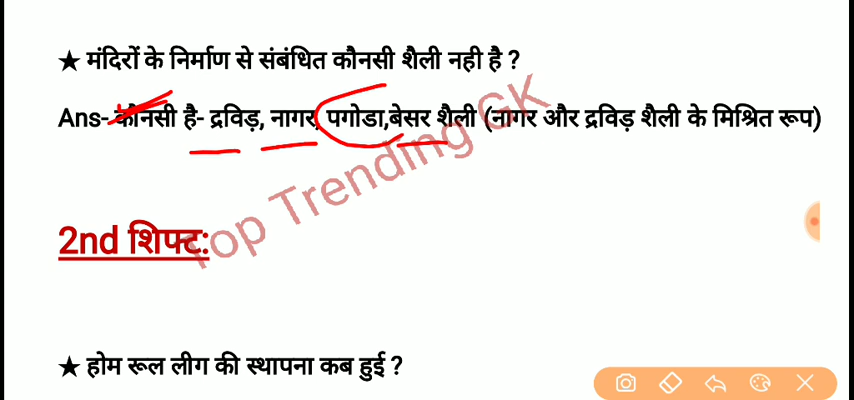 ★ मंदिरों के निर्माण से संबंधित कौनसी शैली नही है ?
Ans- कौनसी है- द्रविड़, नागर, पगोडा,बेसर शैली (नागर और द्रविड़ शैली के मिश्रित रूप)
Top Trending GK
2nd शिफ्ट:
★ होम रूल लीग की स्थापना कब हुई ?